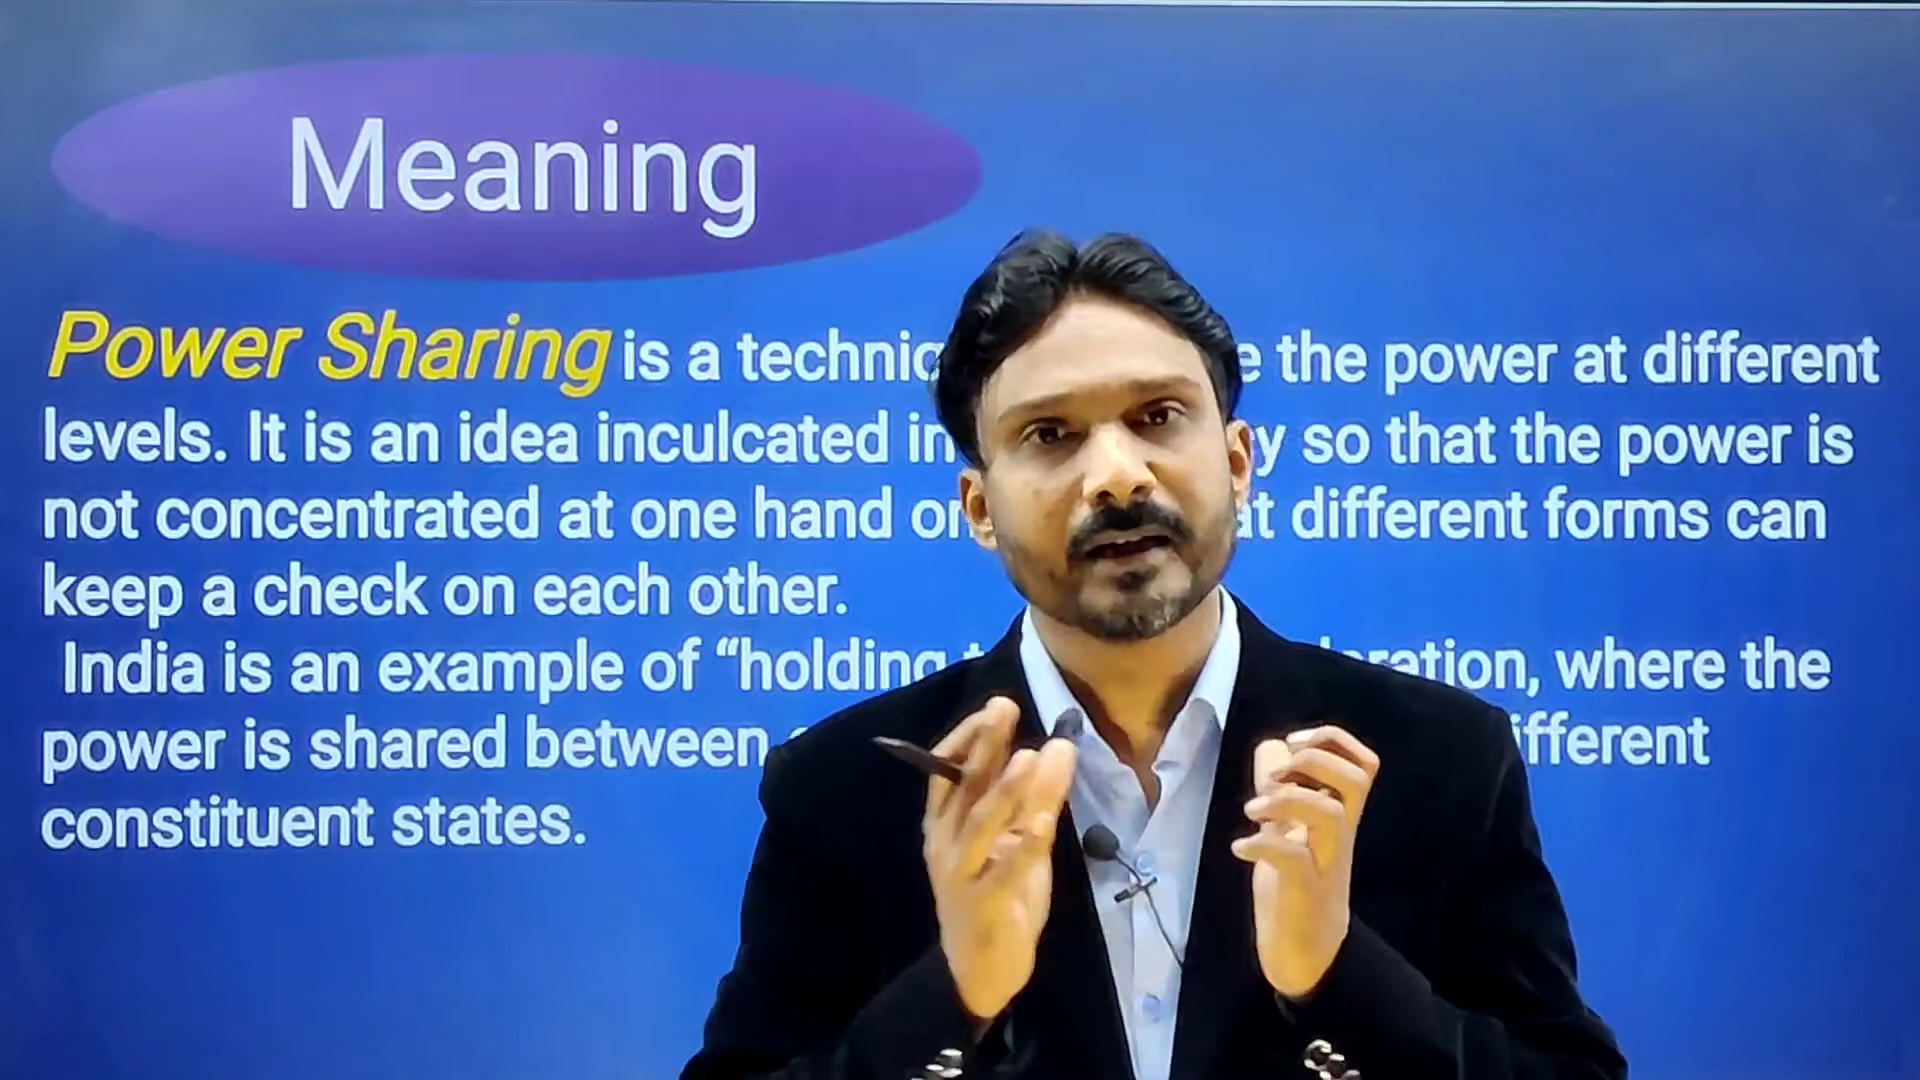 Meaning
Power Sharing is a the power at different
levels. It is an idea inculcated in so that the power is
not concentrated at one hand different forms can
keep a check on each other.
India is an example of “holding where the
power is shared between different
constituent states.